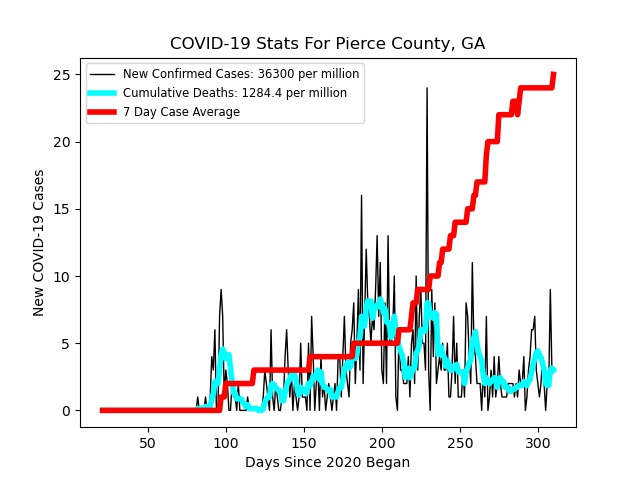 COVID-19 Stats For Pierce County, GA
New Confirmed Cases: 36300 per million
Cumulative Deaths: 1284.4 per million
7 Day Case Average
New COVID-19 Cases
25
20
15
10
5
0
50 100 150 200 250 300
Days Since 2020 Began